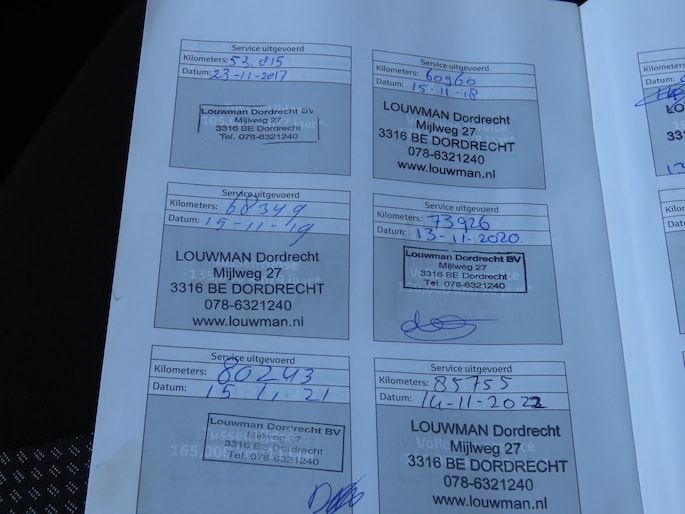 Service uitgevoerd
Kilometers: 53.815
Datum: 23-11-2017
Louwman Dordrecht BV
Mijlweg 27
3316 BE Dordrecht
Tel. 078-6321240
Service uitgevoerd
Kilometers: 60960
Datum: 15-11-18
LOUWMAN Dordrecht
Mijlweg 27
3316 BE DORDRECHT
078-6321240
www.louwman.nl
Service uitgevoerd
Kilometers: 68349
Datum: 15-11-19
LOUWMAN Dordrecht
Mijlweg 27
3316 BE DORDRECHT
078-6321240
www.louwman.nl
Service uitgevoerd
Kilometers: 73926
Datum: 13-11-2020
Louwman Dordrecht BV
Mijlweg 27
3316 BE Dordrecht
Tel. 078-6321240
Service uitgevoerd
Kilometers: 80243
Datum: 15-11-21
Louwman Dordrecht BV
Mijlweg 27
3316 BE Dordrecht
Tel. 078-6321240
Service uitgevoerd
Kilometers: 85755
Datum: 14-11-2022
LOUWMAN Dordrecht
Mijlweg 27
3316 BE DORDRECHT
078-6321240
www.louwman.nl